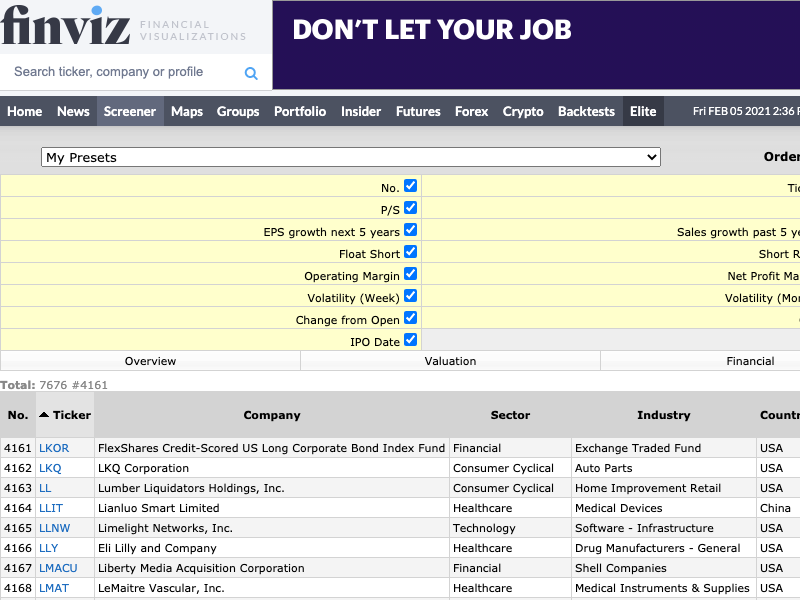 finviz FINANCIAL VISUALIZATIONS
DON'T LET YOUR JOB
Search ticker, company or profile
Home News Screener Maps Groups Portfolio Insider Futures Forex Crypto Backtests Elite Fri FEB 05 2021 2:36
My Presets Order
No. Tic
P/S
EPS growth next 5 years Sales growth past 5 ye
Float Short Short R
Operating Margin Net Profit Ma
Volatility (Week) Volatility (Mo
Change from Open
IPO Date
Overview Valuation Financial
Total: 7676 #4161
No. Ticker Company Sector Industry Countr
4161 LKOR FlexShares Credit-Scored US Long Corporate Bond Index Fund Financial Exchange Traded Fund USA
4162 LKQ LKQ Corporation Consumer Cyclical Auto Parts USA
4163 LL Lumber Liquidators Holdings, Inc. Consumer Cyclical Home Improvement Retail USA
4164 LLIT Lianluo Smart Limited Healthcare Medical Devices China
4165 LLNW Limelight Networks, Inc. Technology Software - Infrastructure USA
4166 LLY Eli Lilly and Company Healthcare Drug Manufacturers - General USA
4167 LMACU Liberty Media Acquisition Corporation Financial Shell Companies USA
4168 LMAT LeMaitre Vascular, Inc. Healthcare Medical Instruments & Supplies USA